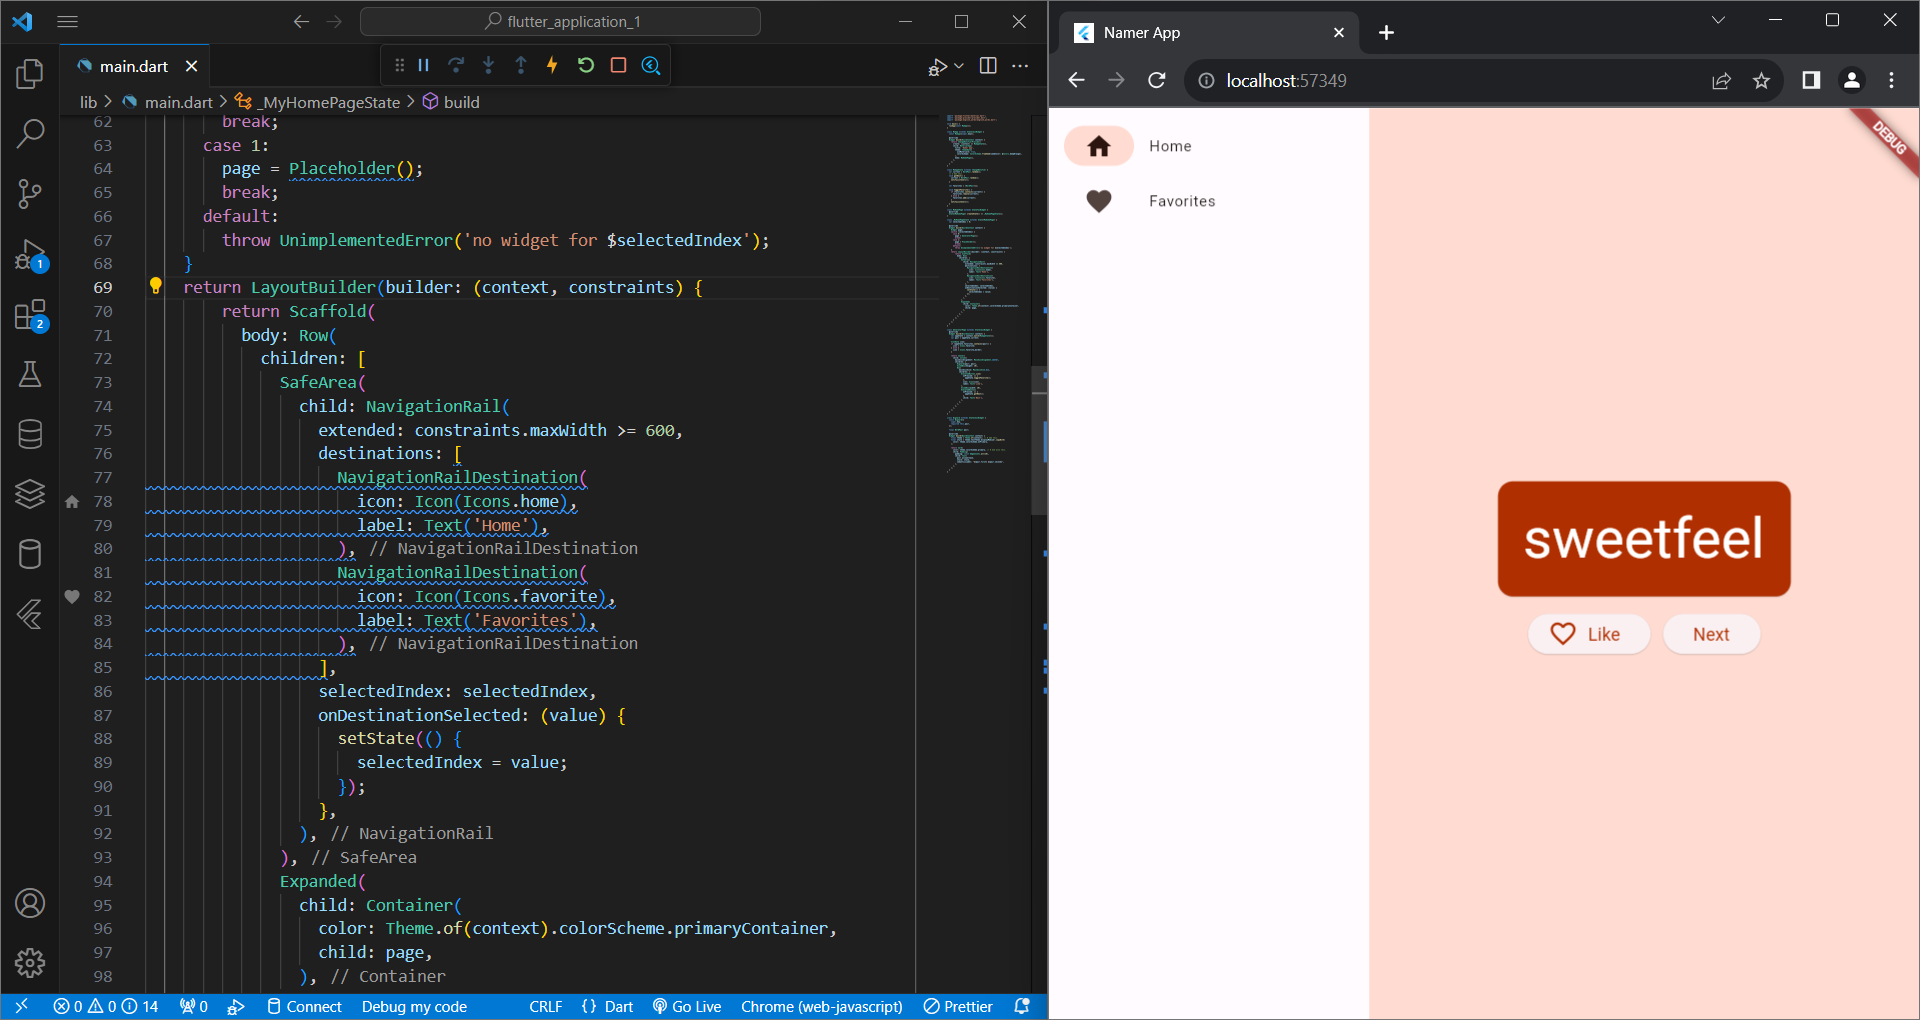 flutter_application_1
main.dart
lib > main.dart > _MyHomePageState > build
62 break;
63 case 1:
64 page = Placeholder();
65 break;
66 default:
67 throw UnimplementedError('no widget for $selectedIndex');
68 }
69 return LayoutBuilder(builder: (context, constraints) {
70 return Scaffold(
71 body: Row(
72 children: [
73 SafeArea(
74 child: NavigationRail(
75 extended: constraints.maxWidth >= 600,
76 destinations: [
77 NavigationRailDestination(
78 icon: Icon(Icons.home),
79 label: Text('Home'),
80 ), // NavigationRailDestination
81 NavigationRailDestination(
82 icon: Icon(Icons.favorite),
83 label: Text('Favorites'),
84 ), // NavigationRailDestination
85 ],
86 selectedIndex: selectedIndex,
87 onDestinationSelected: (value) {
88 setState(() {
89 selectedIndex = value;
90 });
91 },
92 ), // NavigationRail
93 ), // SafeArea
94 Expanded(
95 child: Container(
96 color: Theme.of(context).colorScheme.primaryContainer,
97 child: page,
98 ), // Container
1
2
0 0 14 0 Connect Debug my code CRLF {} Dart Go Live Chrome (web-javascript) Prettier
Namer App
localhost:57349
DEBUG
Home
Favorites
sweetfeel
Like Next